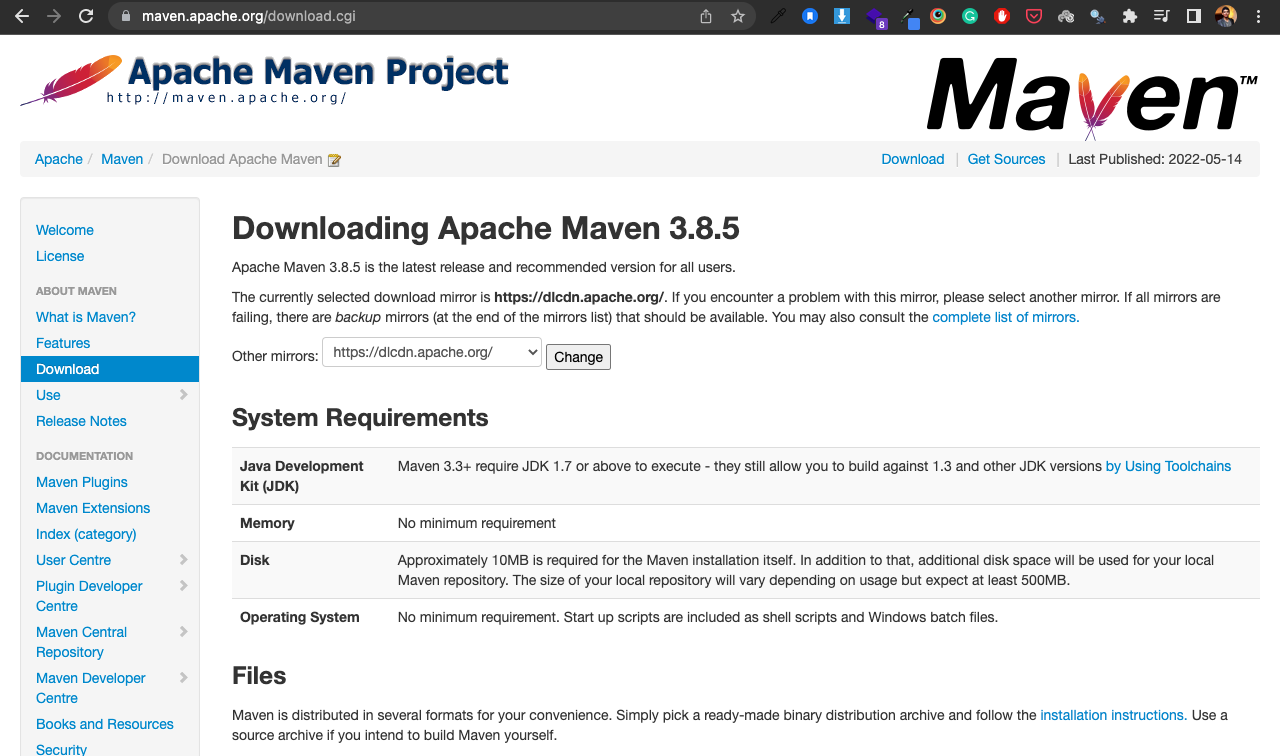 maven.apache.org/download.cgi
8
Apache Maven Project
http://maven.apache.org/
Maven™
Apache / Maven / Download Apache Maven
Download | Get Sources | Last Published: 2022-05-14
Welcome
License
ABOUT MAVEN
What is Maven?
Features
Download
Use
Release Notes
DOCUMENTATION
Maven Plugins
Maven Extensions
Index (category)
User Centre
Plugin Developer
Centre
Maven Central
Repository
Maven Developer
Centre
Books and Resources
Security
Downloading Apache Maven 3.8.5
Apache Maven 3.8.5 is the latest release and recommended version for all users.
The currently selected download mirror is https://dlcdn.apache.org/. If you encounter a problem with this mirror, please select another mirror. If all mirrors are
failing, there are backup mirrors (at the end of the mirrors list) that should be available. You may also consult the complete list of mirrors.
Other mirrors: https://dlcdn.apache.org/ Change
System Requirements
Java Development Maven 3.3+ require JDK 1.7 or above to execute - they still allow you to build against 1.3 and other JDK versions by Using Toolchains
Kit (JDK)
Memory No minimum requirement
Disk Approximately 10MB is required for the Maven installation itself. In addition to that, additional disk space will be used for your local
Maven repository. The size of your local repository will vary depending on usage but expect at least 500MB.
Operating System No minimum requirement. Start up scripts are included as shell scripts and Windows batch files.
Files
Maven is distributed in several formats for your convenience. Simply pick a ready-made binary distribution archive and follow the installation instructions. Use a
source archive if you intend to build Maven yourself.